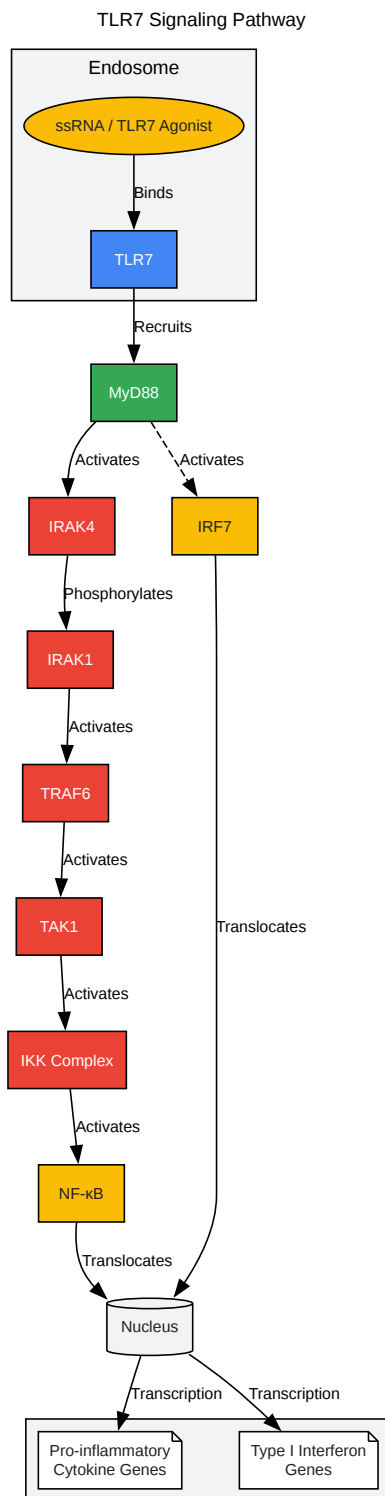 TLR7 Signaling Pathway
Endosome
ssRNA / TLR7 Agonist
Binds
TLR7
Recruits
MyD88
Activates
Activates
IRAK4
IRF7
Phosphorylates
IRAK1
Activates
TRAF6
Activates
TAK1
Translocates
Activates
IKK Complex
Activates
NF-κB
Translocates
Nucleus
Transcription
Transcription
Pro-inflammatory
Cytokine Genes
Type I Interferon
Genes